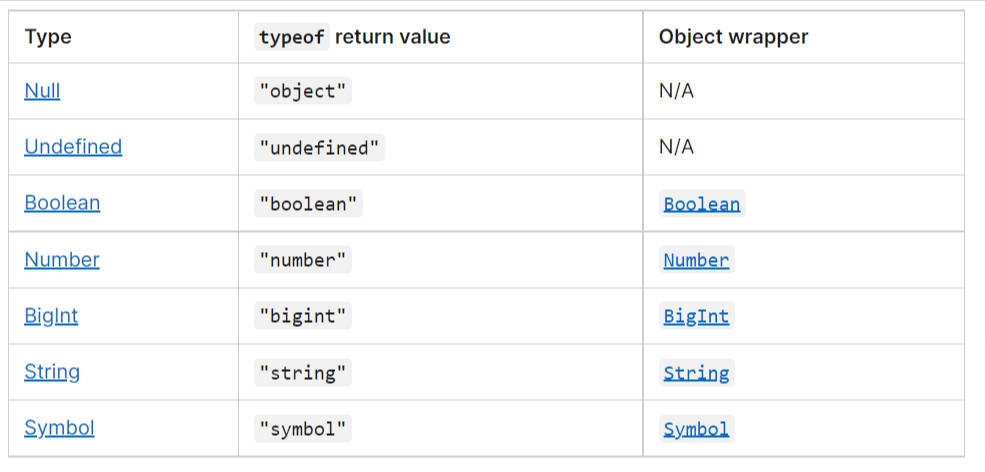 Type typeof return value Object wrapper
Null "object" N/A
Undefined "undefined" N/A
Boolean "boolean" Boolean
Number "number" Number
BigInt "bigint" BigInt
String "string" String
Symbol "symbol" Symbol